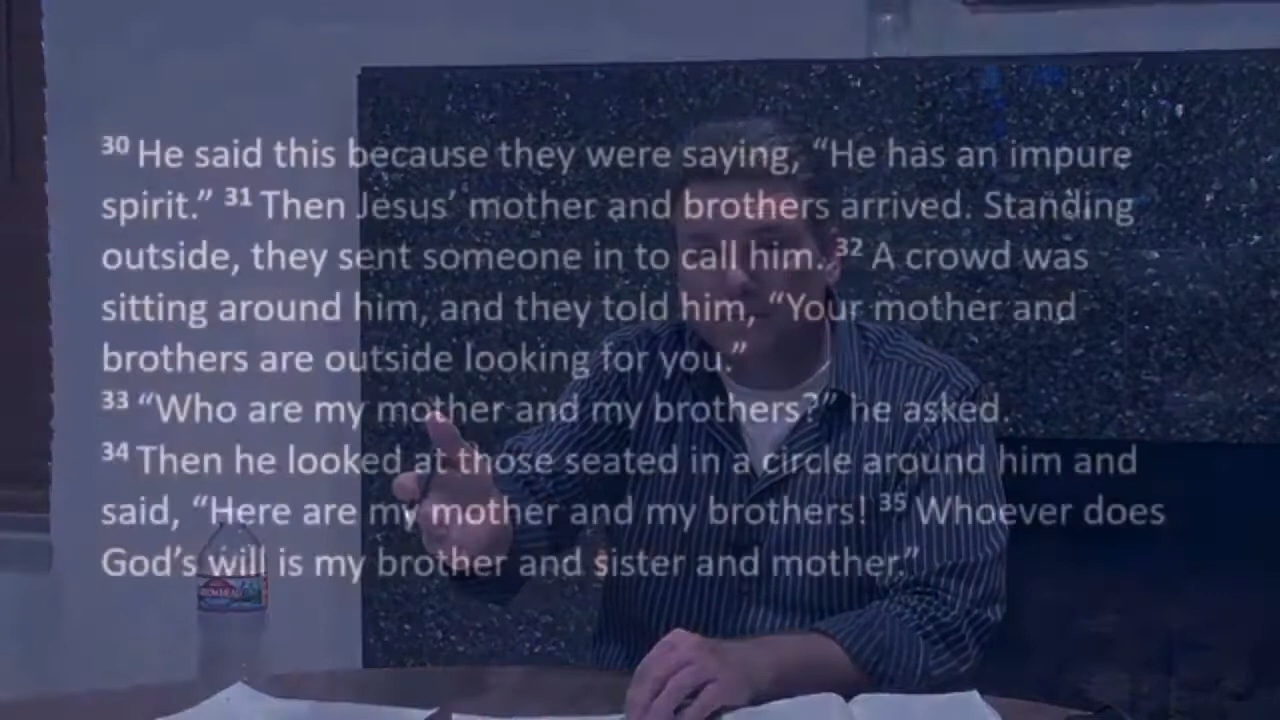 ³⁰ He said this because they were saying, “He has an impure
spirit.” ³¹ Then Jesus’ mother and brothers arrived. Standing
outside, they sent someone in to call him. ³² A crowd was
sitting around him, and they told him, “Your mother and
brothers are outside looking for you.”
³³ “Who are my mother and my brothers?” he asked.
³⁴ Then he looked at those seated in a circle around him and
said, “Here are my mother and my brothers! ³⁵ Whoever does
God’s will is my brother and sister and mother.”
ARROWHEAD